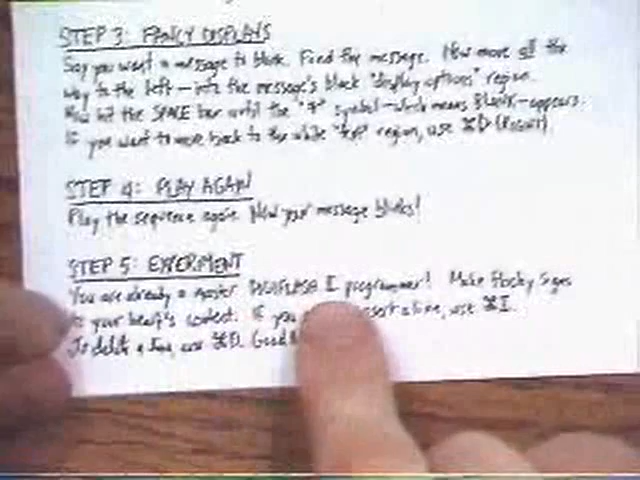 STEP 3: FANCY DISPLAYS
Say you want a message to blink. Find the message. Now move all the
way to the left—into the message's black "display options" region.
Now hit the SPACE bar until the "*" symbol—which means Blank—appears.
If you want to move back to the white "text" region, use ⌘D (Right).
STEP 4: PLAY AGAIN
Play the sequence again. Now your message blinks!
STEP 5: EXPERIMENT
You are already a master DIGIFLASH I programmer! Make flashy signs
to your heart's content. If you insert a line, use ⌘I.
To delete a line, use ⌘D. Good